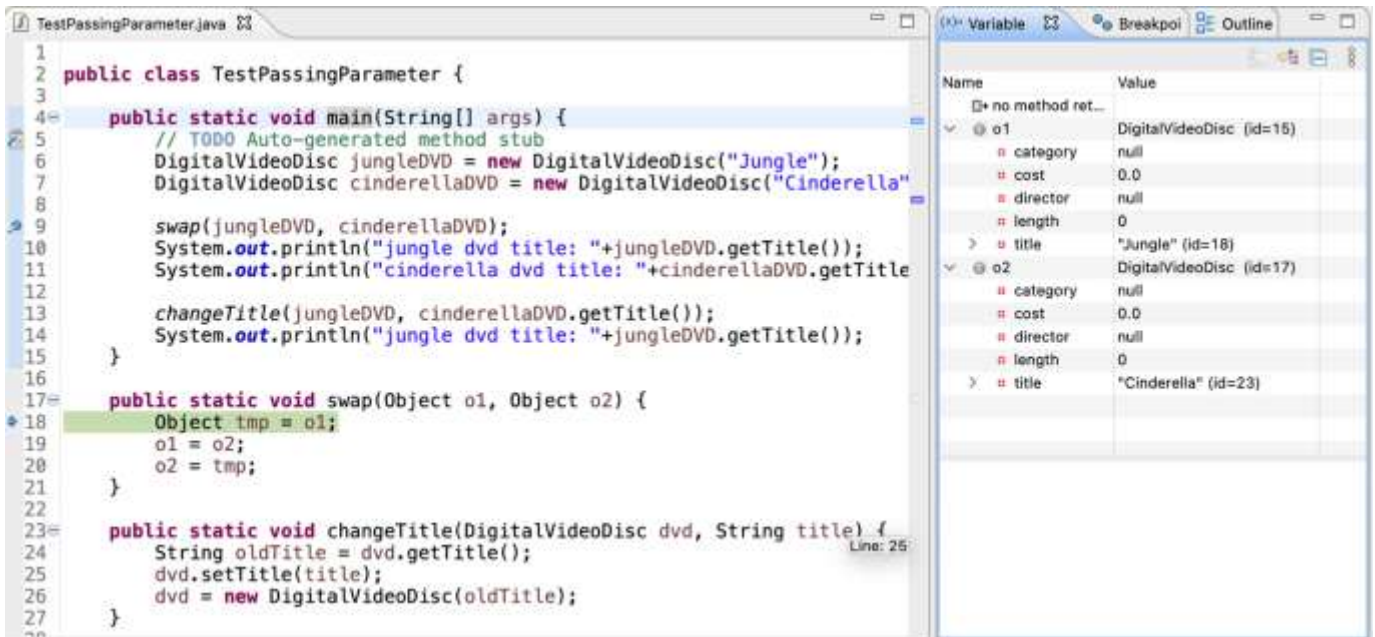 TestPassingParameter.java
1
2 public class TestPassingParameter {
3
4 public static void main(String[] args) {
5 // TODO Auto-generated method stub
6 DigitalVideoDisc jungleDVD = new DigitalVideoDisc("Jungle");
7 DigitalVideoDisc cinderellaDVD = new DigitalVideoDisc("Cinderella"
8
9 swap(jungleDVD, cinderellaDVD);
10 System.out.println("jungle dvd title: "+jungleDVD.getTitle());
11 System.out.println("cinderella dvd title: "+cinderellaDVD.getTitle
12
13 changeTitle(jungleDVD, cinderellaDVD.getTitle());
14 System.out.println("jungle dvd title: "+jungleDVD.getTitle());
15 }
16
17 public static void swap(Object o1, Object o2) {
18 Object tmp = o1;
19 o1 = o2;
20 o2 = tmp;
21 }
22
23 public static void changeTitle(DigitalVideoDisc dvd, String title) {
24 String oldTitle = dvd.getTitle();
Line: 25
25 dvd.setTitle(title);
26 dvd = new DigitalVideoDisc(oldTitle);
27 }
(x)= Variable Breakpoi Outline
Name Value
no method ret...
o1 DigitalVideoDisc (id=15)
category null
cost 0.0
director null
length 0
title "Jungle" (id=18)
o2 DigitalVideoDisc (id=17)
category null
cost 0.0
director null
length 0
title "Cinderella" (id=23)